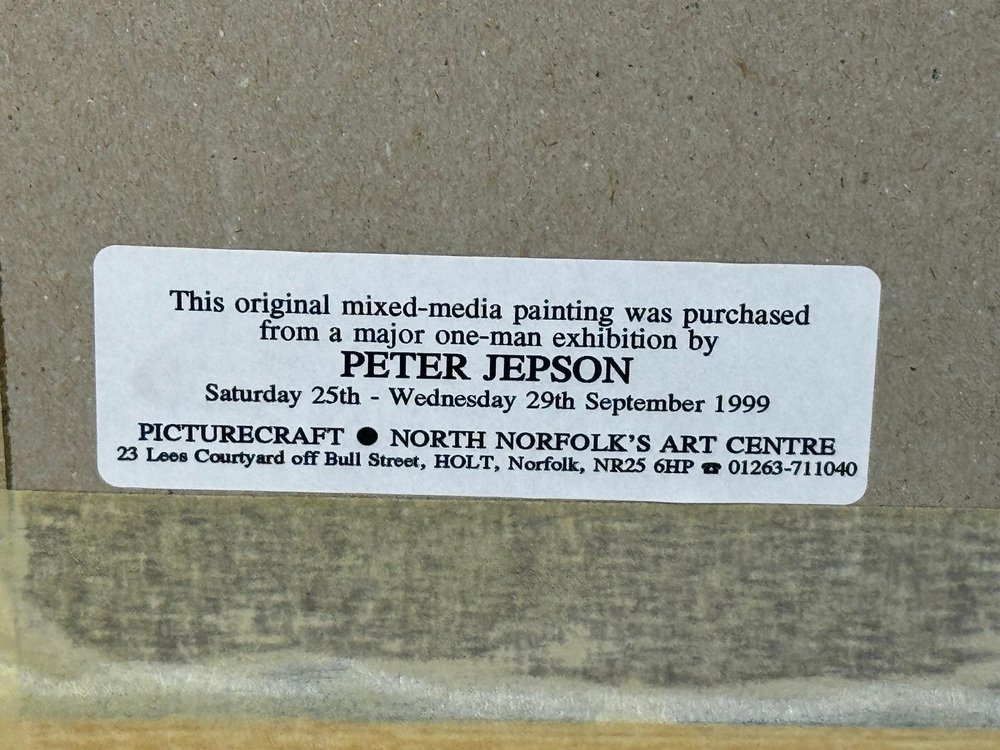 This original mixed-media painting was purchased
from a major one-man exhibition by
PETER JEPSON
Saturday 25th - Wednesday 29th September 1999
PICTURECRAFT ● NORTH NORFOLK'S ART CENTRE
23 Lees Courtyard off Bull Street, HOLT, Norfolk, NR25 6HP ☎ 01263-711040